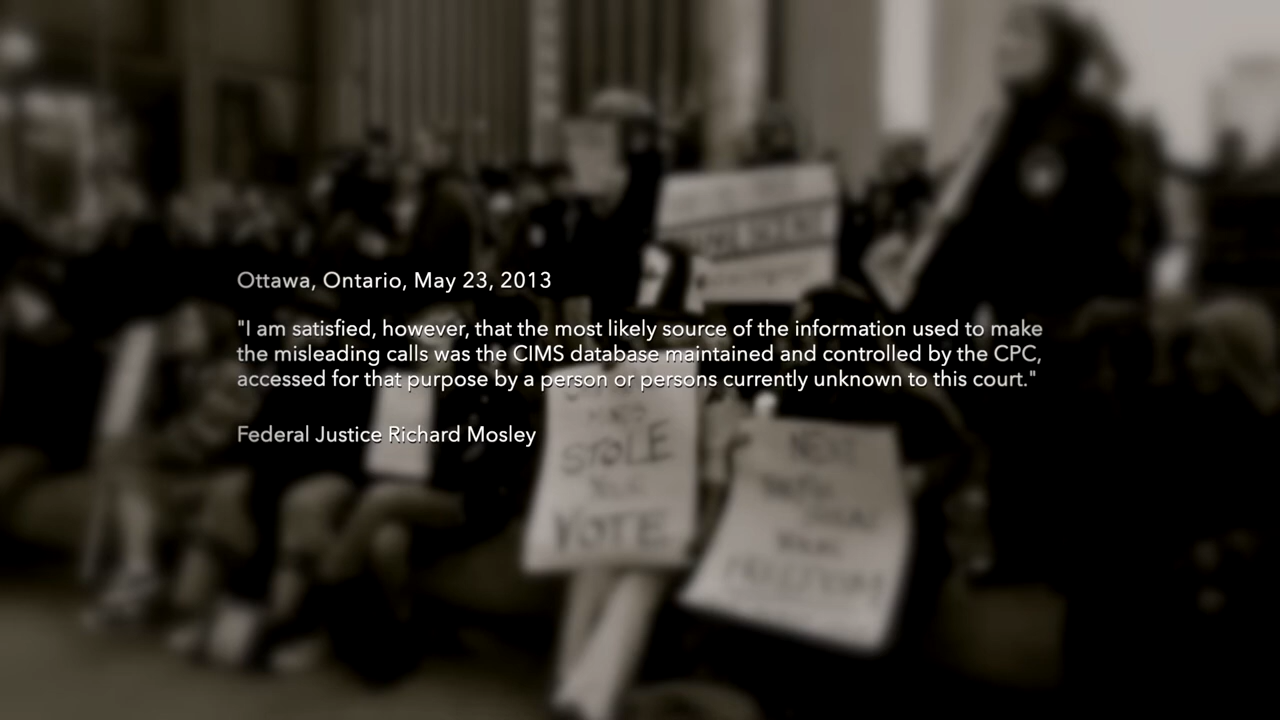 Ottawa, Ontario, May 23, 2013
"I am satisfied, however, that the most likely source of the information used to make
the misleading calls was the CIMS database maintained and controlled by the CPC,
accessed for that purpose by a person or persons currently unknown to this court."
Federal Justice Richard Mosley
STOLE
VOTE